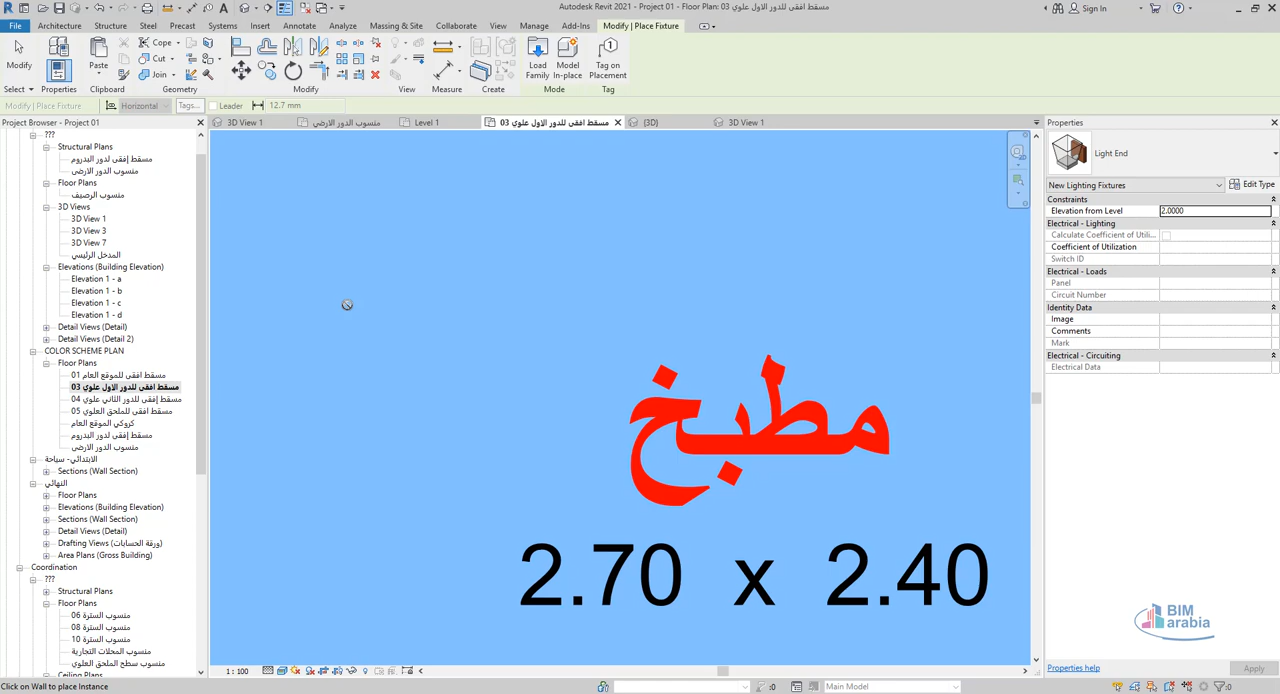 Autodesk Revit 2021 - Project 01 - Floor Plan: مسقط افقى للدور الاول علوي 03
Sign In
File Architecture Structure Steel Precast Systems Insert Annotate Analyze Massing & Site Collaborate View Manage Add-Ins Modify | Place Fixture
Modify
Paste
Cope
Cut
Join
Load Family
Model In-place
Tag on Placement
Select Properties Clipboard Geometry Modify View Measure Create Mode Tag
Modify | Place Fixture Horizontal Tags... Leader 12.7 mm
Project Browser - Project 01
3D View 1
منسوب الدور الارضي
Level 1
مسقط افقى للدور الاول علوي 03
{3D}
3D View 1
???
Structural Plans
مسقط إفقى لدور البدروم
منسوب الدور الارضى
Floor Plans
منسوب الرصيف
3D Views
3D View 1
3D View 3
3D View 7
المدخل الرئيسي
Elevations (Building Elevation)
Elevation 1 - a
Elevation 1 - b
Elevation 1 - c
Elevation 1 - d
Detail Views (Detail)
Detail Views (Detail 2)
COLOR SCHEME PLAN
Floor Plans
مسقط افقى للموقع العام 01
مسقط افقى للدور الاول علوي 03
مسقط افقى للدور الثاني علوي 04
مسقط افقى للملحق العلوي 05
كروكي الموقع العام
مسقط إفقى لدور البدروم
منسوب الدور الارضى
الابتدائي- سياحة
Sections (Wall Section)
النهائي
Floor Plans
Elevations (Building Elevation)
Sections (Wall Section)
Detail Views (Detail)
Drafting Views (ورقة الحسابات)
Area Plans (Gross Building)
Coordination
???
Structural Plans
Floor Plans
منسوب السترة 06
منسوب السترة 08
منسوب السترة 10
منسوب المحلات التجارية
منسوب سطح الملحق العلوي
Ceiling Plans
مطبخ
2.70 x 2.40
Properties
Light End
New Lighting Fixtures Edit Type
Constraints
Elevation from Level 2.0000
Electrical - Lighting
Calculate Coefficient of Utili...
Coefficient of Utilization
Switch ID
Electrical - Loads
Panel
Circuit Number
Identity Data
Image
Comments
Mark
Electrical - Circuiting
Electrical Data
BIM
arabia
Properties help
Apply
1 : 100
Click on Wall to place Instance
:0
Main Model
:0